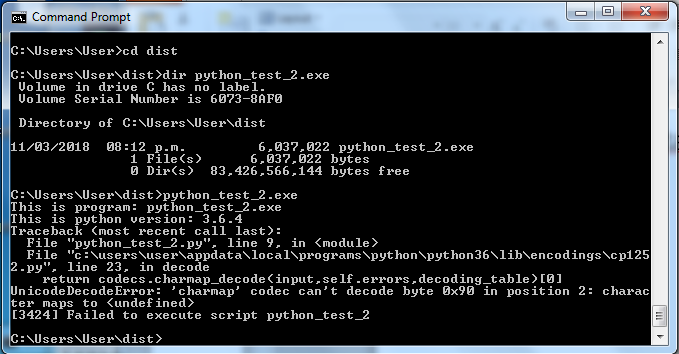 Command Prompt
C:\Users\User>cd dist
C:\Users\User\dist>dir python_test_2.exe
 Volume in drive C has no label.
 Volume Serial Number is 6073-8AF0
 Directory of C:\Users\User\dist
11/03/2018  08:12 p.m.         6,037,022 python_test_2.exe
               1 File(s)      6,037,022 bytes
               0 Dir(s)  83,426,566,144 bytes free
C:\Users\User\dist>python_test_2.exe
This is program: python_test_2.exe
This is python version: 3.6.4
Traceback (most recent call last):
  File "python_test_2.py", line 9, in <module>
  File "c:\users\user\appdata\local\programs\python\python36\lib\encodings\cp125
2.py", line 23, in decode
    return codecs.charmap_decode(input,self.errors,decoding_table)[0]
UnicodeDecodeError: 'charmap' codec can't decode byte 0x90 in position 2: charac
ter maps to <undefined>
[3424] Failed to execute script python_test_2
C:\Users\User\dist>